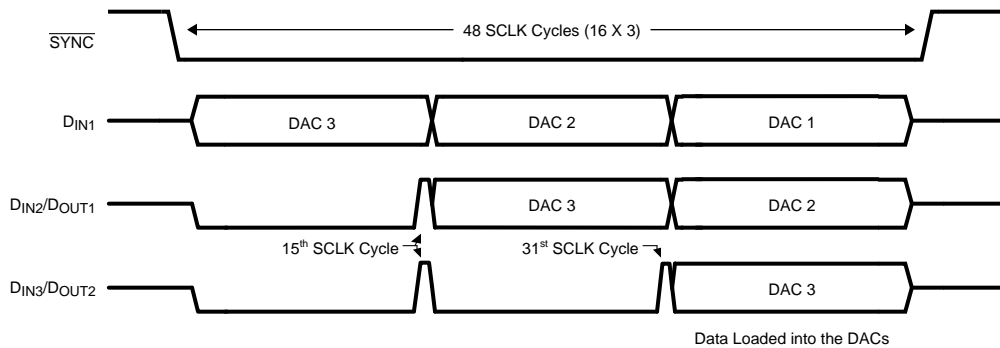 48 SCLK Cycles (16 X 3)
SYNC
DIN1
DAC 3
DAC 2
DAC 1
DIN2/DOUT1
DAC 3
DAC 2
15th SCLK Cycle
31st SCLK Cycle
DIN3/DOUT2
DAC 3
Data Loaded into the DACs